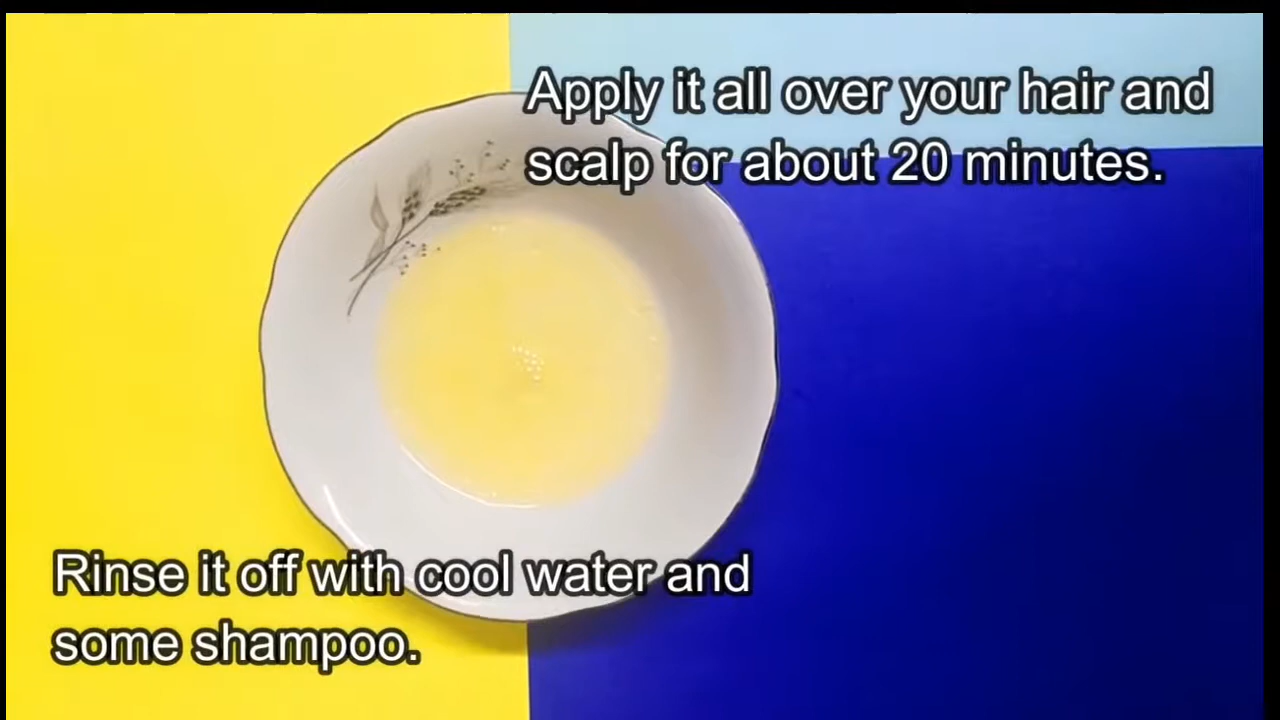 Apply it all over your hair and
scalp for about 20 minutes.
Rinse it off with cool water and
some shampoo.